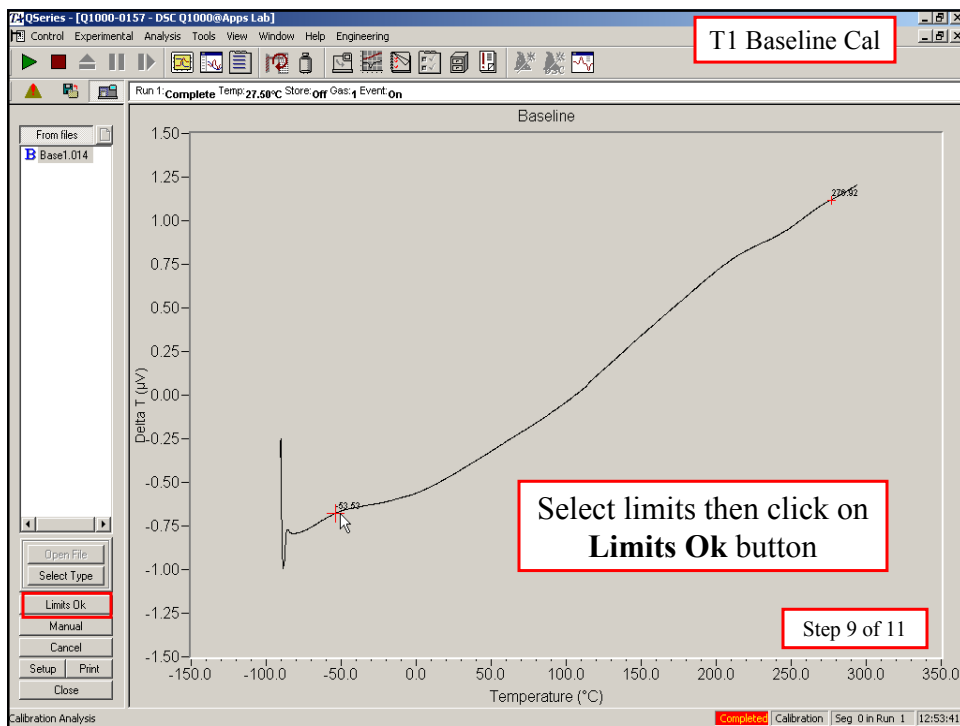 TA QSeries - [Q1000-0157 - DSC Q1000@Apps Lab]
Control Experimental Analysis Tools View Window Help Engineering
T1 Baseline Cal
Run 1: Complete Temp: 27.50°C Store: Off Gas: 1 Event: On
From files
B Base1.014
Baseline
1.50
1.25
1.00
0.75
0.50
0.25
0.00
-0.25
-0.50
-0.75
-1.00
-1.25
-1.50
Delta T (µV)
276.92
-53.53
-150.0 -100.0 -50.0 0.0 50.0 100.0 150.0 200.0 250.0 300.0 350.0
Temperature (°C)
Select limits then click on
Limits Ok button
Step 9 of 11
Open File
Select Type
Limits Ok
Manual
Cancel
Setup Print
Close
Calibration Analysis
Completed Calibration Seg 0 in Run 1 12:53:41